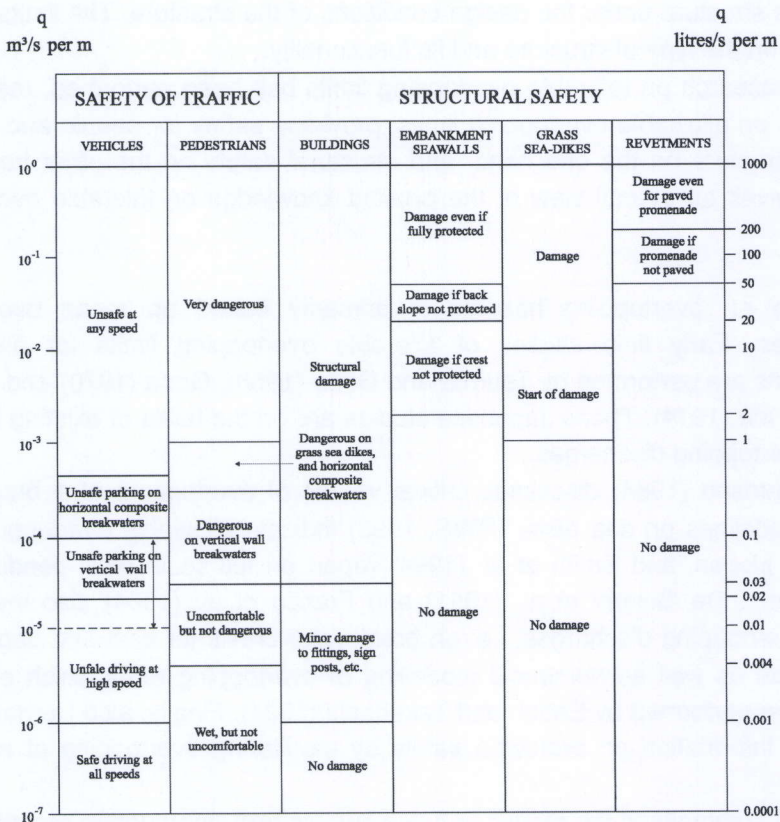 q
m³/s per m
q
litres/s per m
SAFETY OF TRAFFIC
STRUCTURAL SAFETY
VEHICLES
PEDESTRIANS
BUILDINGS
EMBANKMENT
SEAWALLS
GRASS
SEA-DIKES
REVETMENTS
10⁰
10⁻¹
10⁻²
10⁻³
10⁻⁴
10⁻⁵
10⁻⁶
10⁻⁷
Unsafe at
any speed
Unsafe parking on
horizontal composite
breakwaters
Unsafe parking on
vertical wall
breakwaters
Unfale driving at
high speed
Safe driving at
all speeds
Very dangerous
Dangerous on
grass sea dikes,
and horizontal
composite
breakwaters
Dangerous
on vertical wall
breakwaters
Uncomfortable
but not dangerous
Wet, but not
uncomfortable
Structural
damage
Minor damage
to fittings, sign
posts, etc.
No damage
Damage even if
fully protected
Damage if back
slope not protected
Damage if crest
not protected
No damage
Damage
Start of damage
No damage
Damage even
for paved
promenade
Damage if
promenade
not paved
No damage
1000
200
100
50
20
10
2
1
0.1
0.03
0.02
0.01
0.004
0.001
0.0001